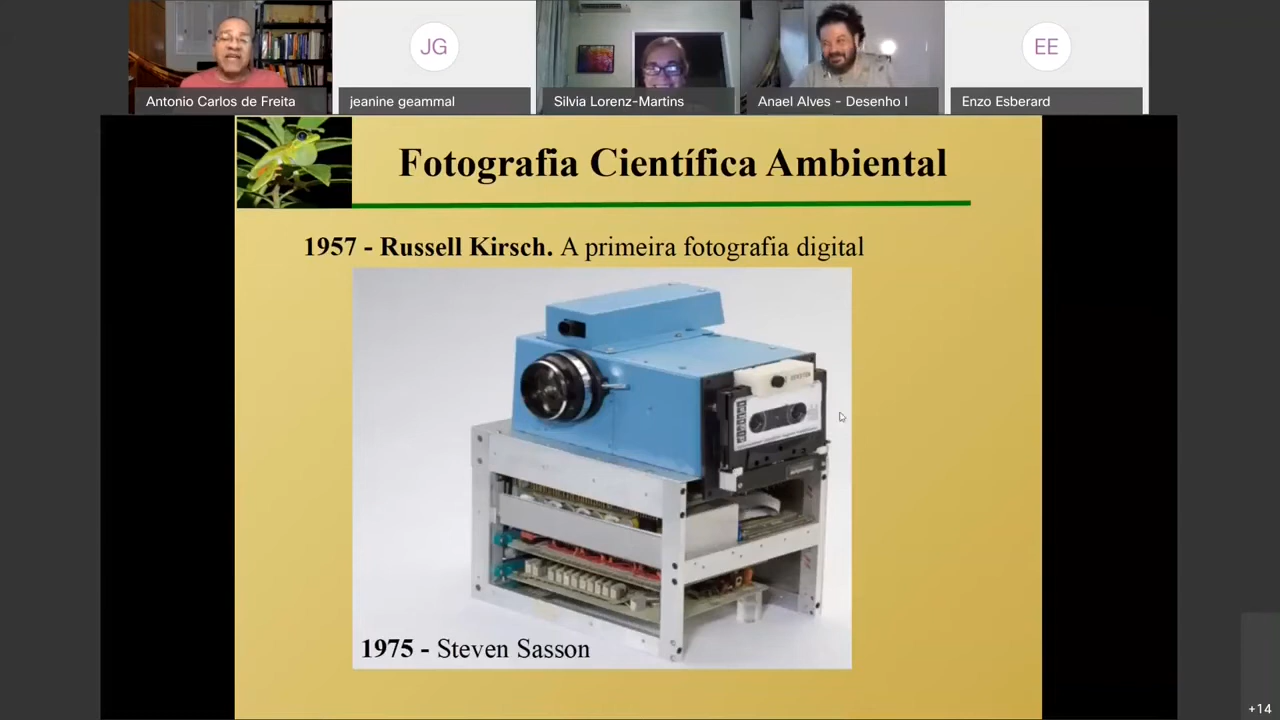 JG
EE
Antonio Carlos de Freita
jeanine geammal
Silvia Lorenz-Martins
Anael Alves - Desenho I
Enzo Esberard
Fotografia Científica Ambiental
1957 - Russell Kirsch. A primeira fotografia digital
1975 - Steven Sasson
+14